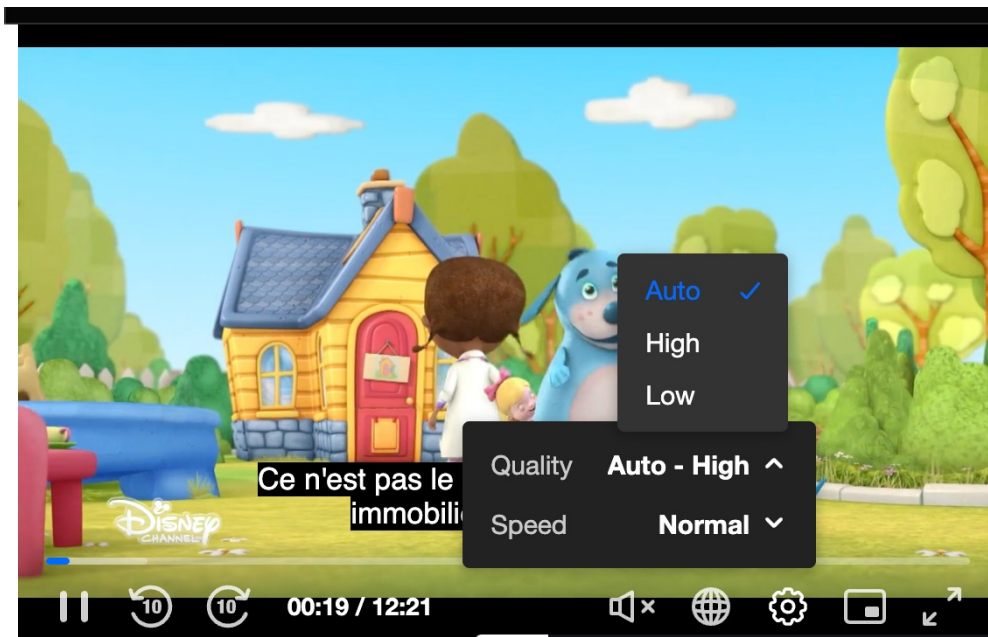 Auto
High
Low
Ce n'est pas le
Quality Auto - High
immobili
Speed Normal
Disney
CHANNEL
10 10 00:19 / 12:21